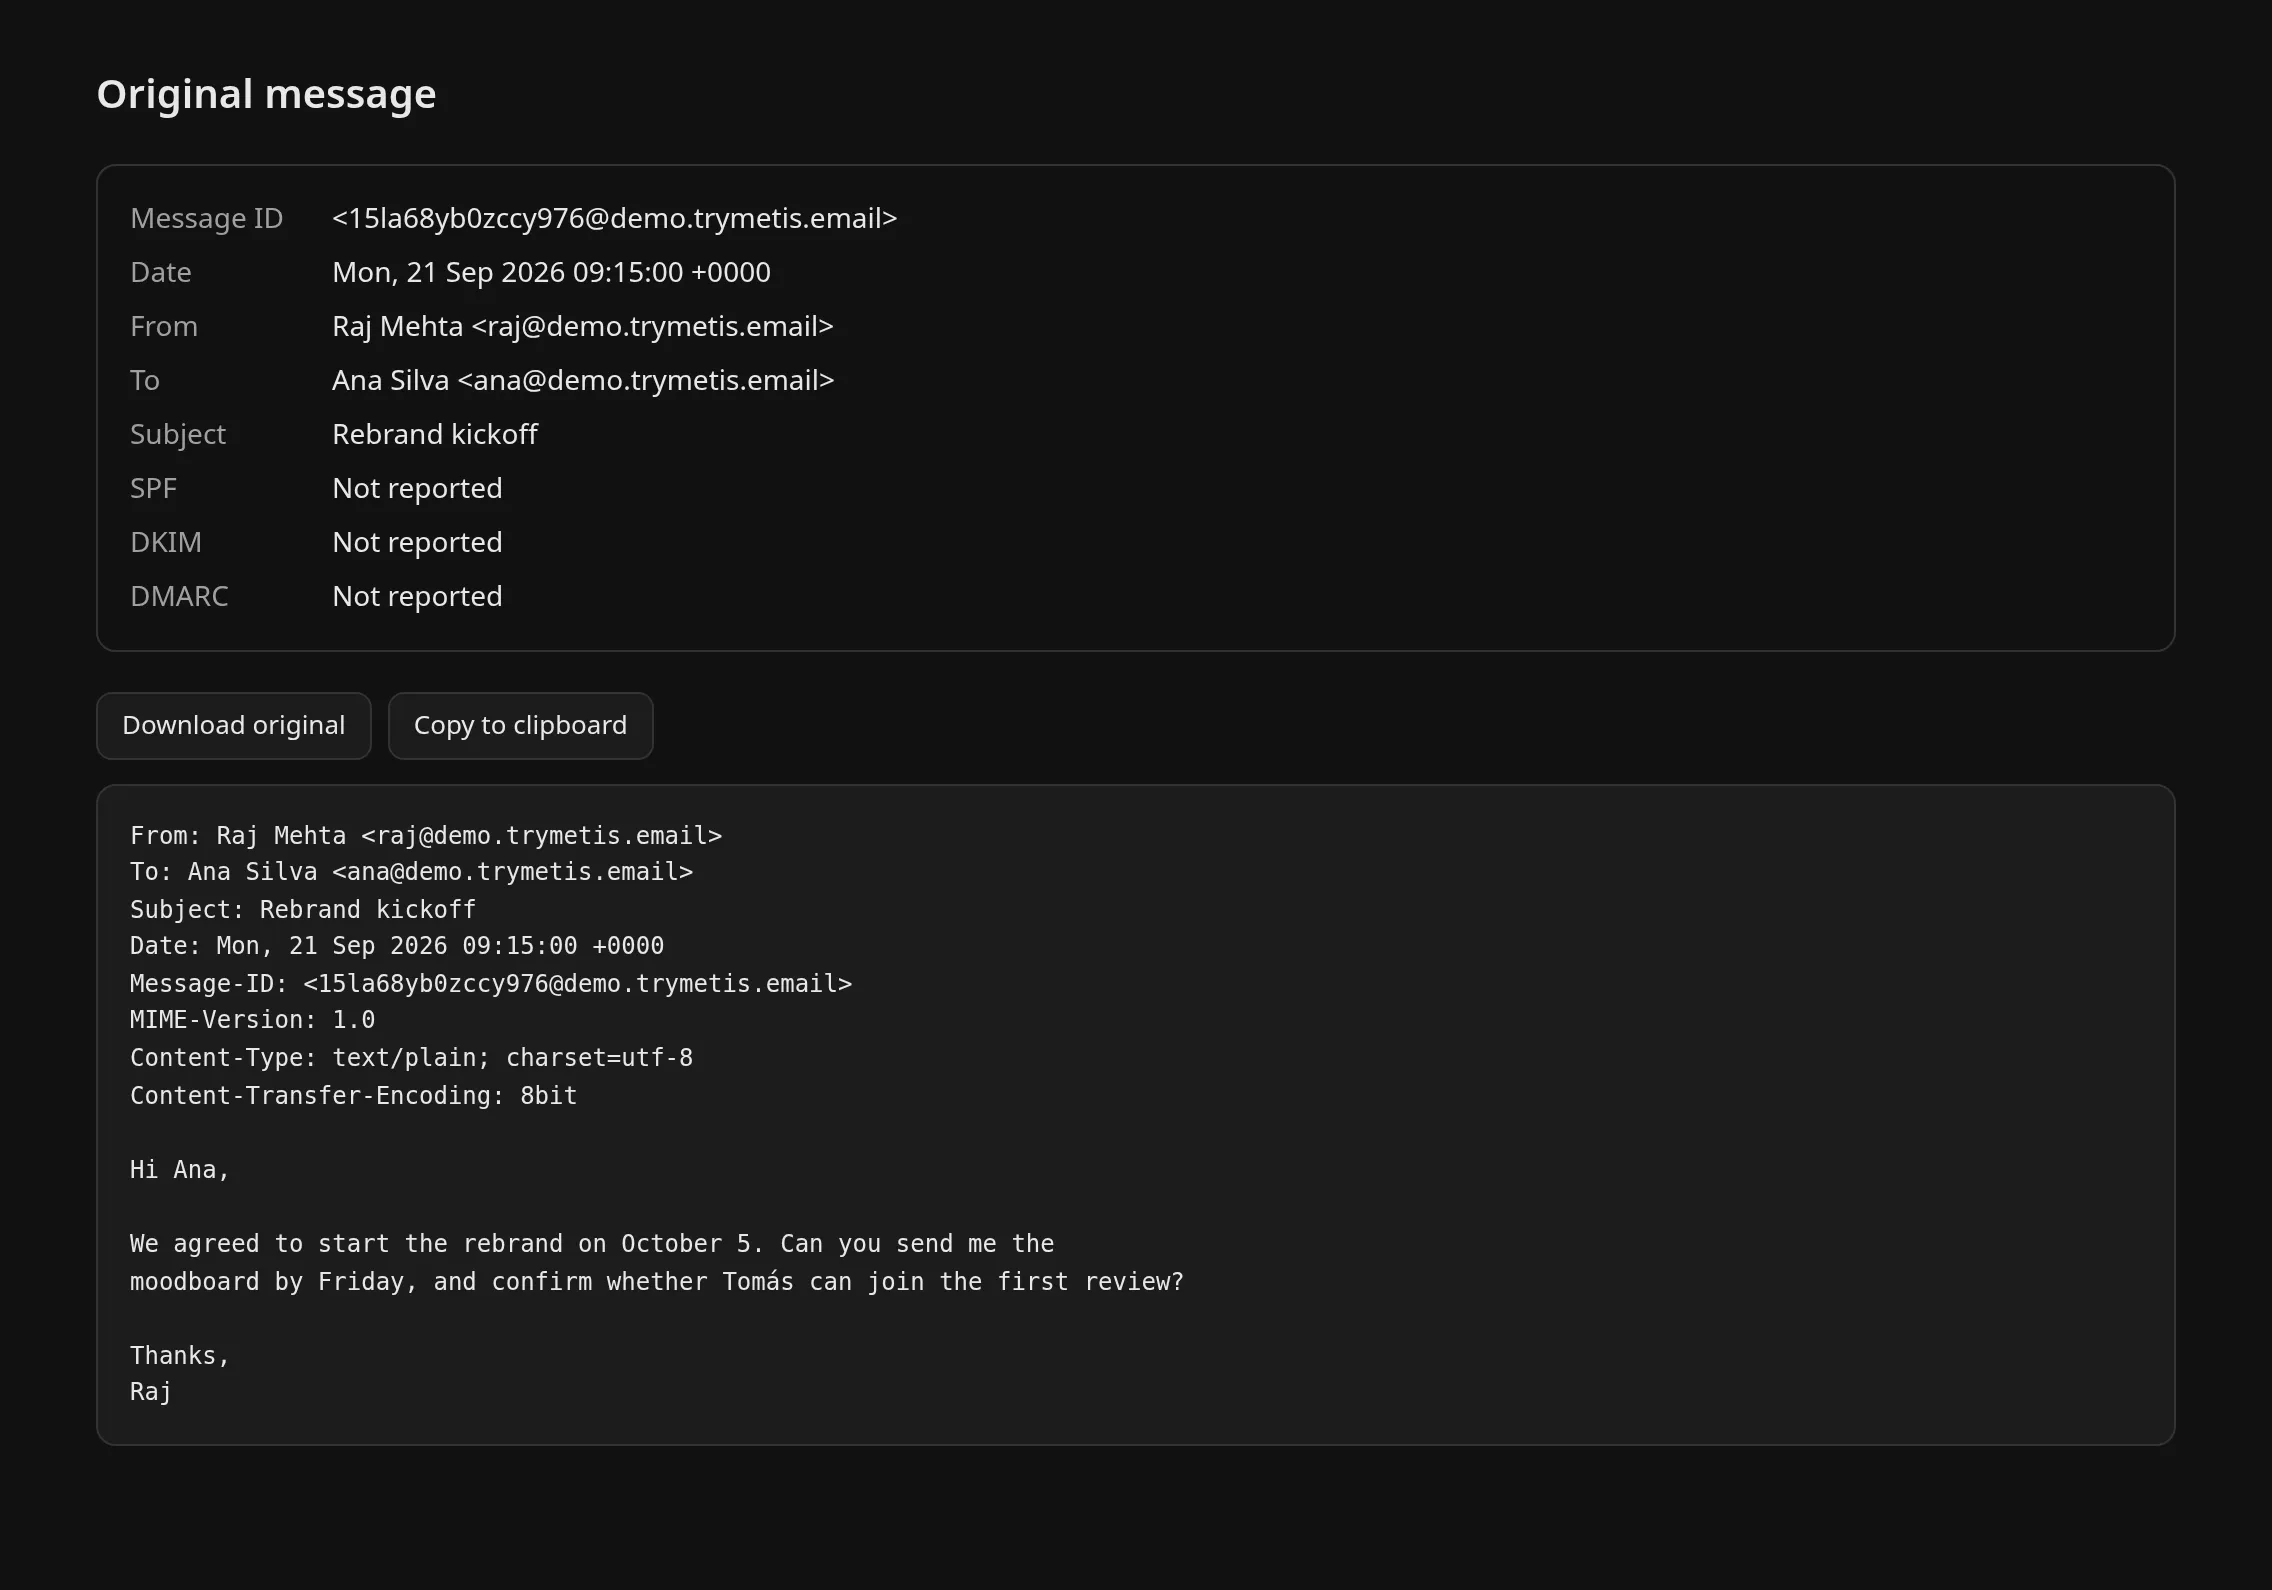 Original message
Message ID <15la68yb0zccy976@demo.trymetis.email>
Date Mon, 21 Sep 2026 09:15:00 +0000
From Raj Mehta <raj@demo.trymetis.email>
To Ana Silva <ana@demo.trymetis.email>
Subject Rebrand kickoff
SPF Not reported
DKIM Not reported
DMARC Not reported
Download original Copy to clipboard
From: Raj Mehta <raj@demo.trymetis.email>
To: Ana Silva <ana@demo.trymetis.email>
Subject: Rebrand kickoff
Date: Mon, 21 Sep 2026 09:15:00 +0000
Message-ID: <15la68yb0zccy976@demo.trymetis.email>
MIME-Version: 1.0
Content-Type: text/plain; charset=utf-8
Content-Transfer-Encoding: 8bit
Hi Ana,
We agreed to start the rebrand on October 5. Can you send me the
moodboard by Friday, and confirm whether Tomás can join the first review?
Thanks,
Raj